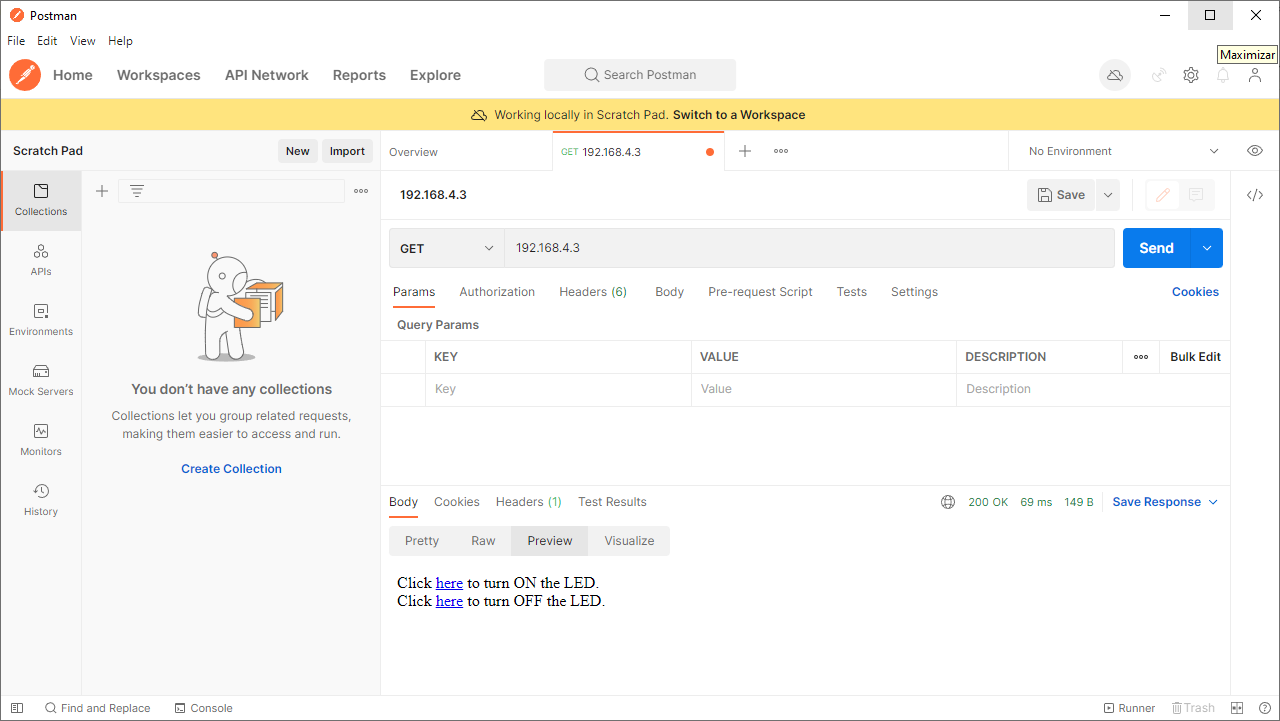 Postman
File Edit View Help
Maximizar
Home Workspaces API Network Reports Explore Search Postman
Working locally in Scratch Pad. Switch to a Workspace
Scratch Pad New Import
Overview GET 192.168.4.3 No Environment
Collections
APIs
Environments
Mock Servers
Monitors
History
You don’t have any collections
Collections let you group related requests,
making them easier to access and run.
Create Collection
192.168.4.3 Save
GET 192.168.4.3 Send
Params Authorization Headers (6) Body Pre-request Script Tests Settings Cookies
Query Params
KEY VALUE DESCRIPTION Bulk Edit
Key Value Description
Body Cookies Headers (1) Test Results 200 OK 69 ms 149 B Save Response
Pretty Raw Preview Visualize
Click here to turn ON the LED.
Click here to turn OFF the LED.
Find and Replace Console Runner Trash